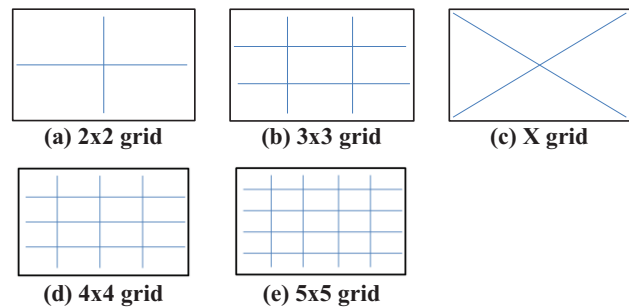 (a) 2x2 grid
(b) 3x3 grid
(c) X grid
(d) 4x4 grid
(e) 5x5 grid